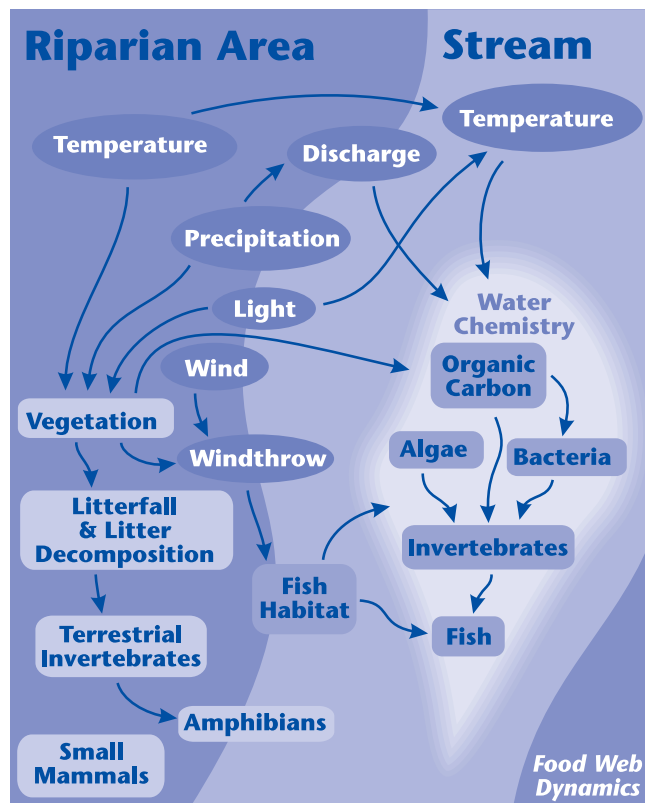 Riparian Area
Stream
Temperature
Temperature
Discharge
Precipitation
Light
Water
Chemistry
Wind
Organic
Carbon
Vegetation
Windthrow
Algae
Bacteria
Litterfall
& Litter
Decomposition
Invertebrates
Fish
Habitat
Terrestrial
Invertebrates
Fish
Amphibians
Small
Mammals
Food Web
Dynamics